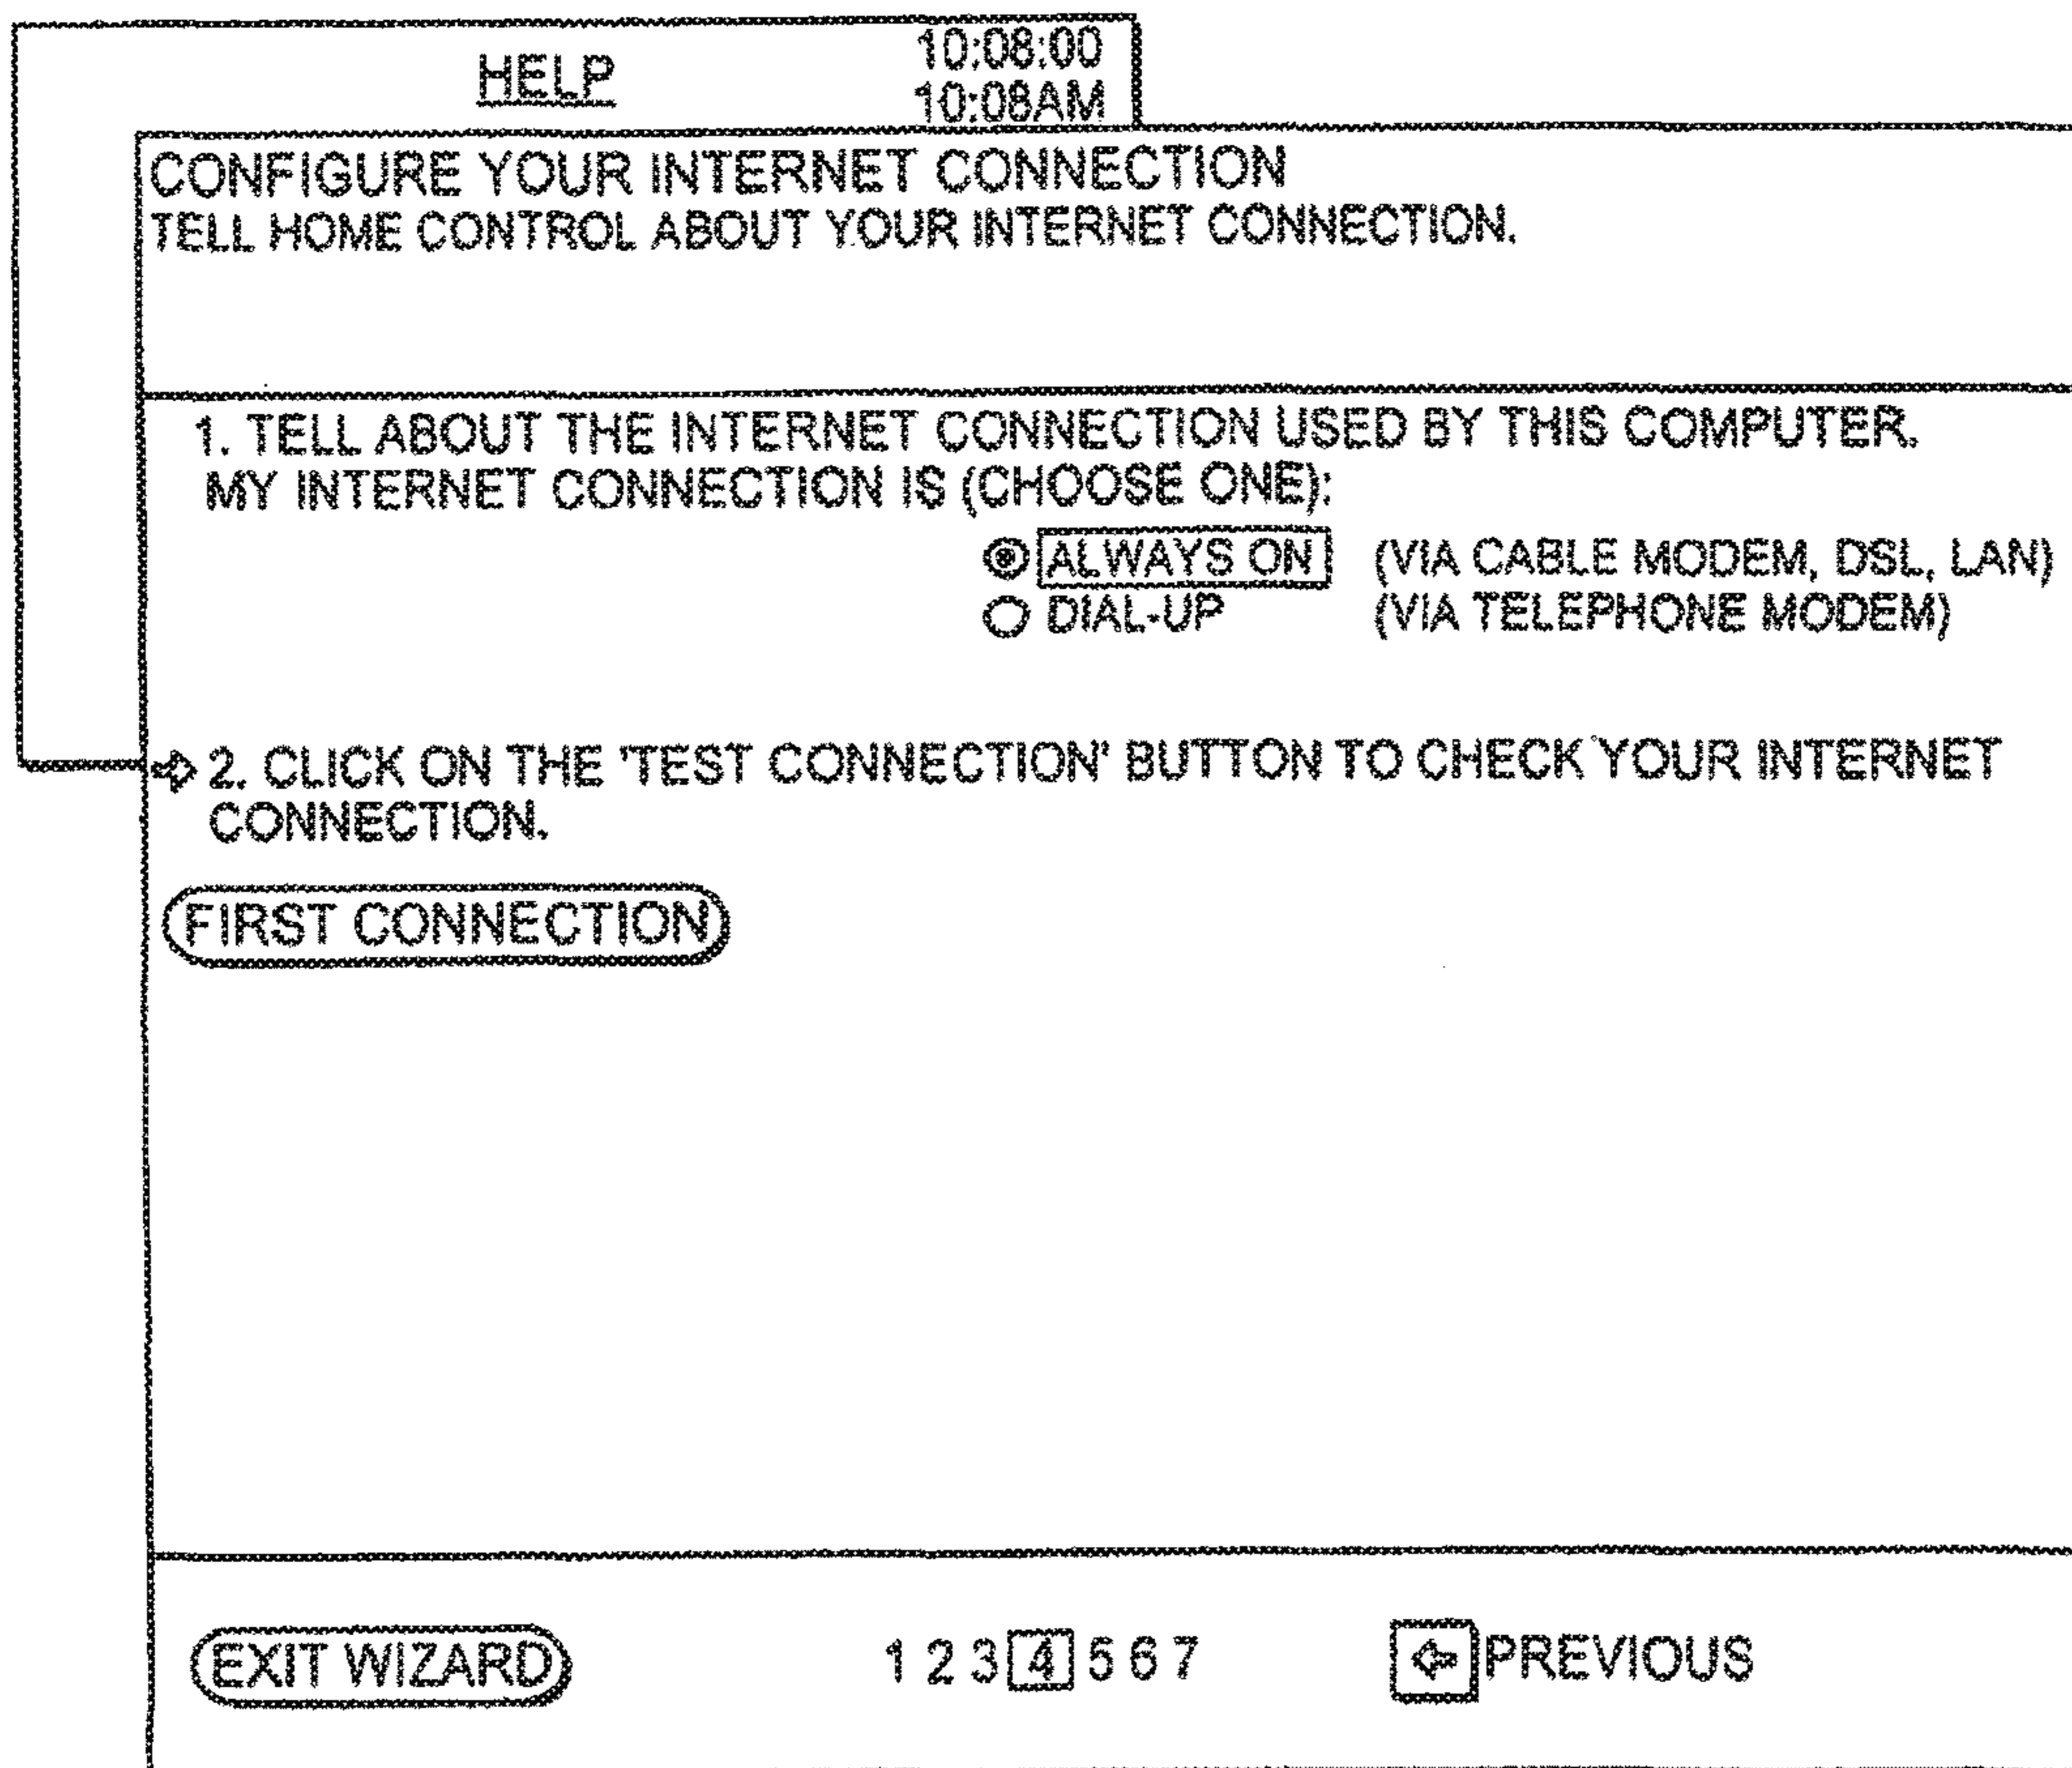 HELP
10:08:00
10:08AM
CONFIGURE YOUR INTERNET CONNECTION
TELL HOME CONTROL ABOUT YOUR INTERNET CONNECTION.
1. TELL ABOUT THE INTERNET CONNECTION USED BY THIS COMPUTER.
MY INTERNET CONNECTION IS (CHOOSE ONE):
ALWAYS ON (VIA CABLE MODEM, DSL, LAN)
DIAL-UP (VIA TELEPHONE MODEM)
2. CLICK ON THE 'TEST CONNECTION' BUTTON TO CHECK YOUR INTERNET
CONNECTION.
FIRST CONNECTION
EXIT WIZARD 1 2 3 4 5 6 7 PREVIOUS